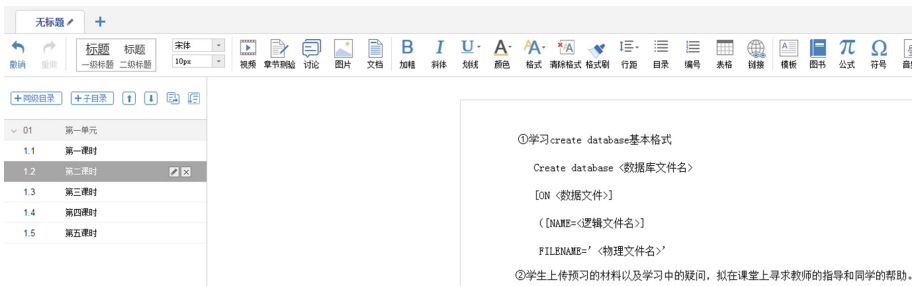 无标题
撤销 重做 标题 标题 一级标题 二级标题 宋体 10px 视频 章节测验 讨论 图片 文档 B 加粗 I 斜体 U 划线 A 颜色 AA 格式 清除格式 格式刷 行距 目录 编号 表格 链接 模板 图书 π 公式 Ω 符号
+同级目录 +子目录
01 第一单元
1.1 第一课时
1.2 第二课时
1.3 第三课时
1.4 第四课时
1.5 第五课时
①学习create database基本格式
Create database <数据库文件名>
[ON <数据文件>]
([NAME=<逻辑文件名>]
FILENAME=’<物理文件名>’
②学生上传预习的材料以及学习中的疑问，拟在课堂上寻求教师的指导和同学的帮助。